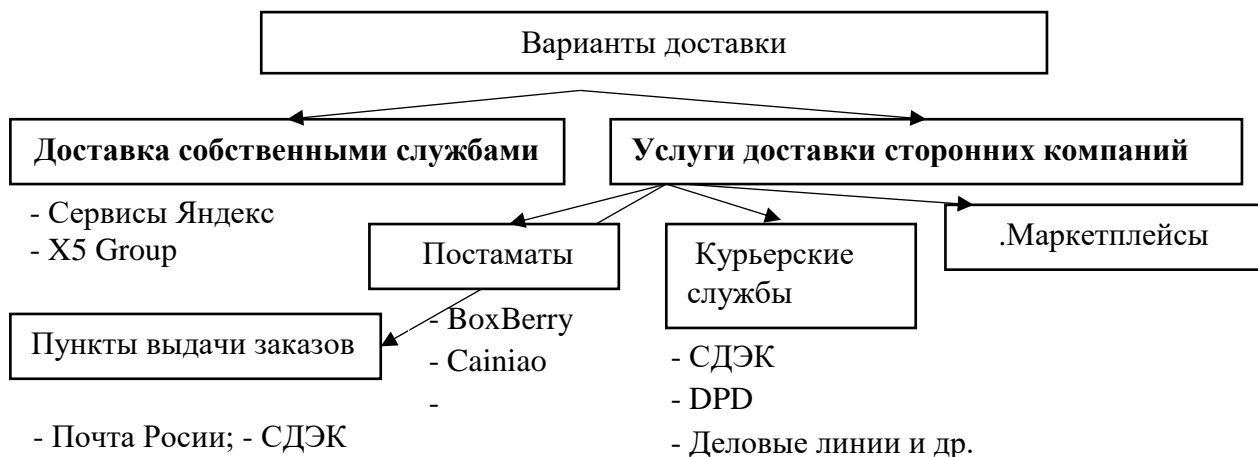 Варианты доставки
Доставка собственными службами
Услуги доставки сторонних компаний
- Сервисы Яндекс
- X5 Group
Постаматы
Курьерские
службы
.Маркетплейсы
Пункты выдачи заказов
- BoxBerry
- Cainiao
-
- СДЭК
- DPD
- Деловые линии и др.
- Почта Росии; - СДЭК